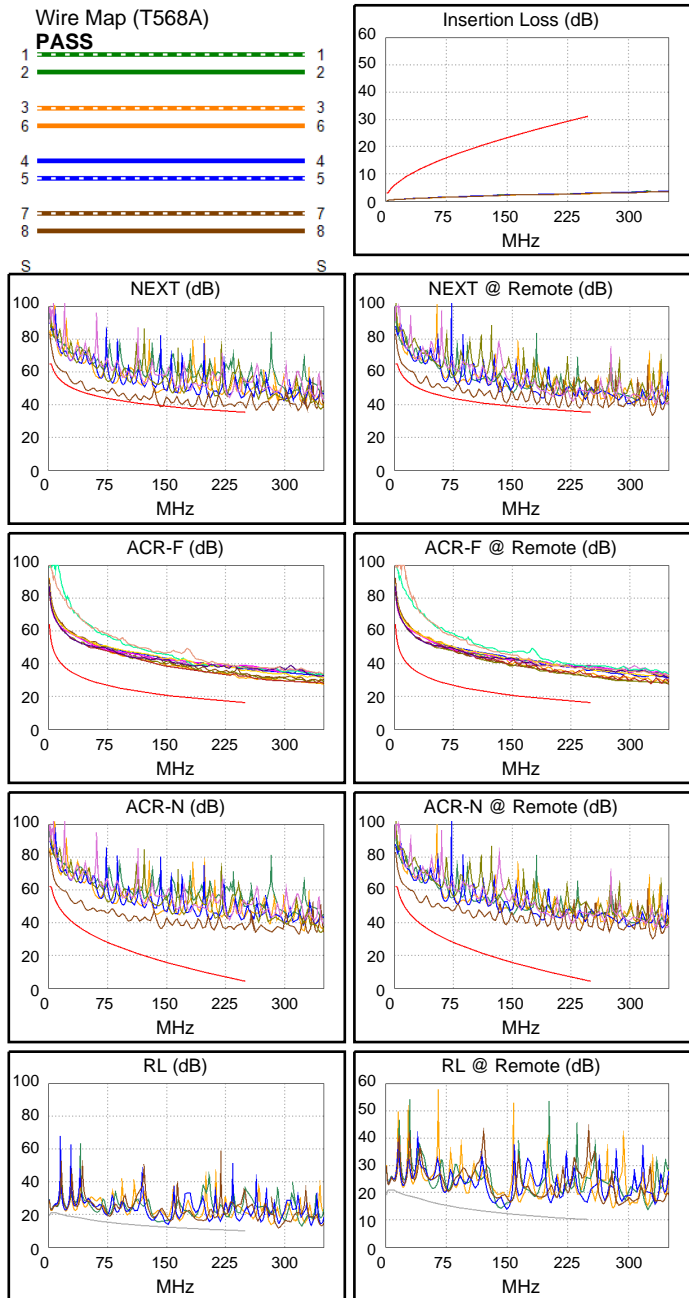 Wire Map (T568A)
PASS
1 1
2 2
3 3
6 6
4 4
5 5
7 7
8 8
S S
Insertion Loss (dB)
60
50
40
30
20
10
0
0 75 150 225 300
MHz
NEXT (dB)
100
80
60
40
20
0
0 75 150 225 300
MHz
NEXT @ Remote (dB)
100
80
60
40
20
0
0 75 150 225 300
MHz
ACR-F (dB)
100
80
60
40
20
0
0 75 150 225 300
MHz
ACR-F @ Remote (dB)
100
80
60
40
20
0
0 75 150 225 300
MHz
ACR-N (dB)
100
80
60
40
20
0
0 75 150 225 300
MHz
ACR-N @ Remote (dB)
100
80
60
40
20
0
0 75 150 225 300
MHz
RL (dB)
100
80
60
40
20
0
0 75 150 225 300
MHz
RL @ Remote (dB)
60
50
40
30
20
10
0
0 75 150 225 300
MHz